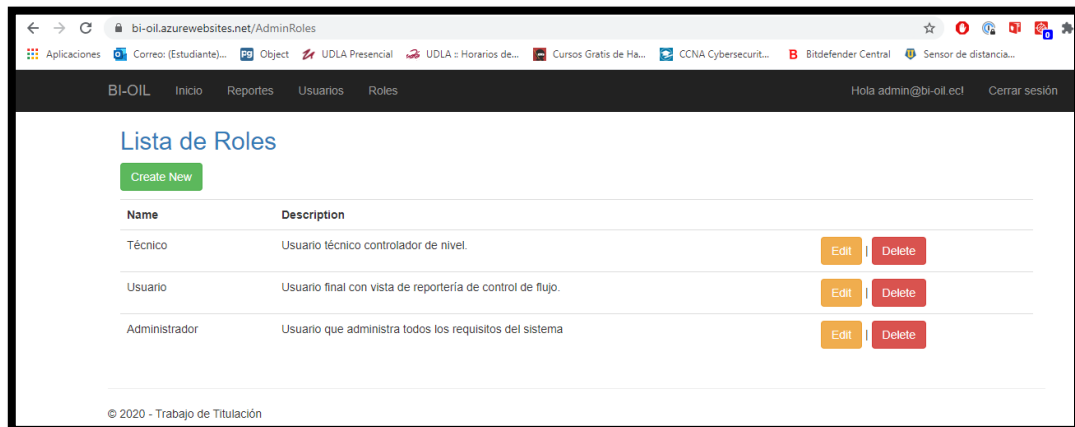 bi-oil.azurewebsites.net/AdminRoles
Aplicaciones Correo: (Estudiante)... Object UDLA Presencial UDLA :: Horarios de... Cursos Gratis de Ha... CCNA Cybersecurit... Bitdefender Central Sensor de distancia...
BI-OIL Inicio Reportes Usuarios Roles Hola admin@bi-oil.ec! Cerrar sesión
Lista de Roles
Create New
Name Description
Técnico Usuario técnico controlador de nivel. Edit | Delete
Usuario Usuario final con vista de reportería de control de flujo. Edit | Delete
Administrador Usuario que administra todos los requisitos del sistema Edit | Delete
© 2020 - Trabajo de Titulación